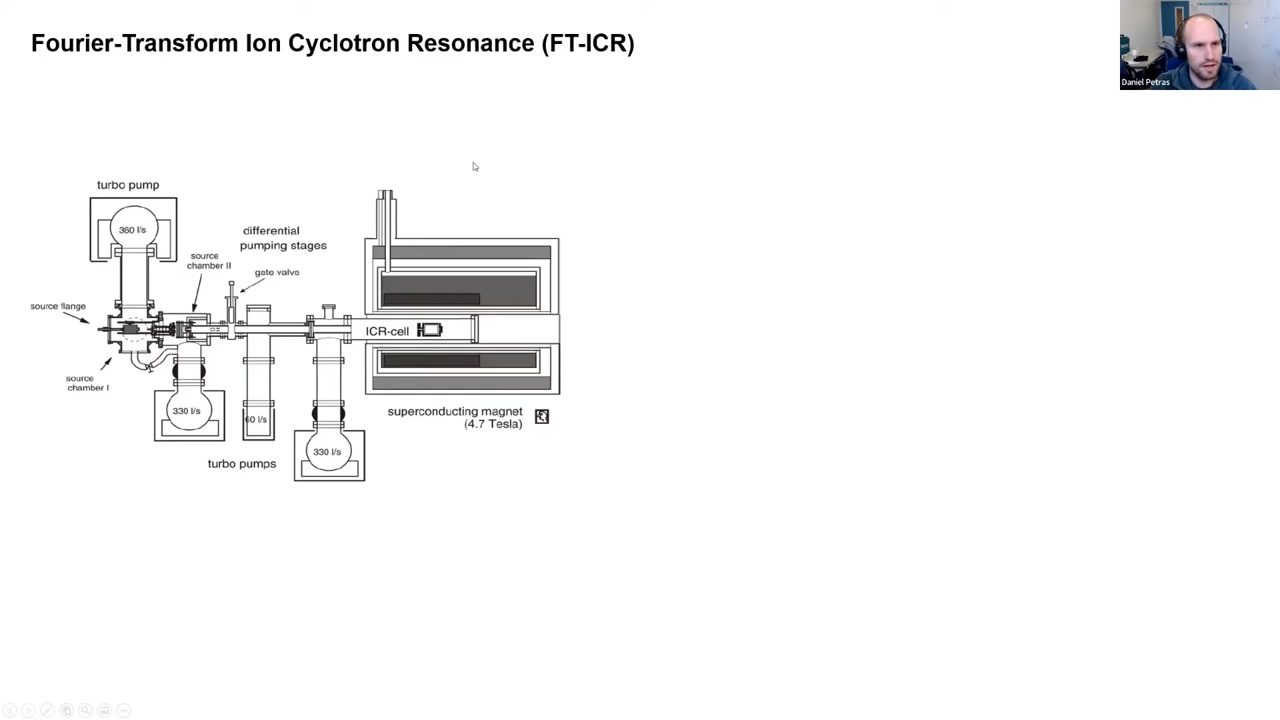 Fourier-Transform Ion Cyclotron Resonance (FT-ICR)
Daniel Petras
turbo pump
360 l/s
differential
pumping stages
source
chamber II
gate valve
source flange
ICR-cell
source
chamber I
330 l/s
60 l/s
superconducting magnet
(4.7 Tesla)
330 l/s
turbo pumps